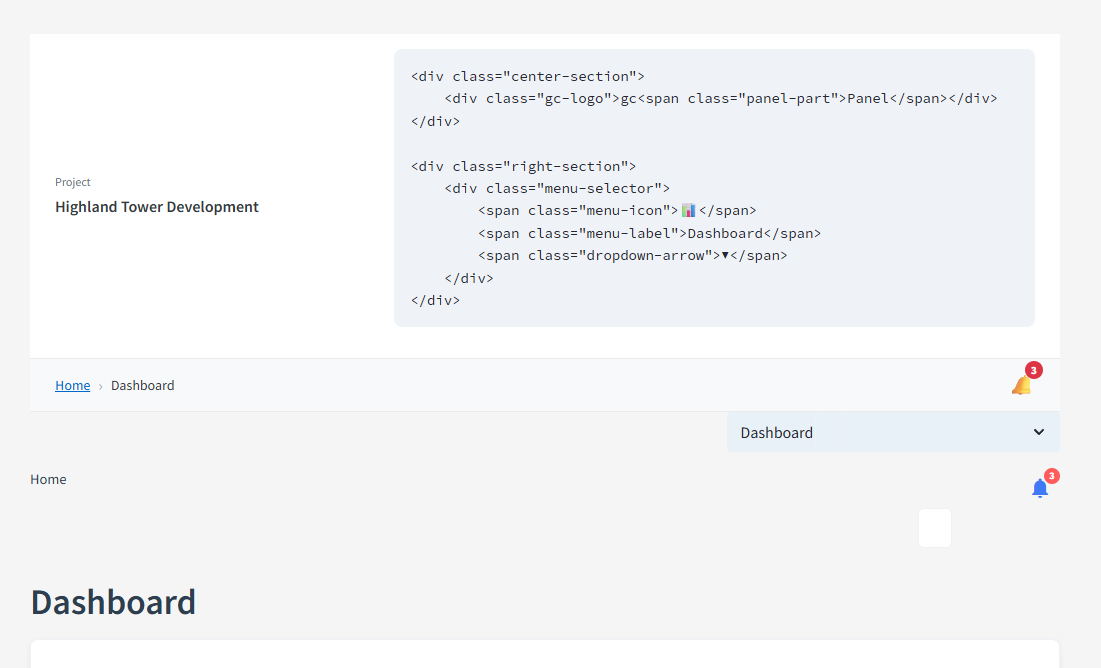 Project
Highland Tower Development
<div class="center-section">
    <div class="gc-logo">gc<span class="panel-part">Panel</span></div>
</div>

<div class="right-section">
    <div class="menu-selector">
        <span class="menu-icon">📊</span>
        <span class="menu-label">Dashboard</span>
        <span class="dropdown-arrow">▼</span>
    </div>
</div>
Home › Dashboard
3
Dashboard
Home
3
Dashboard